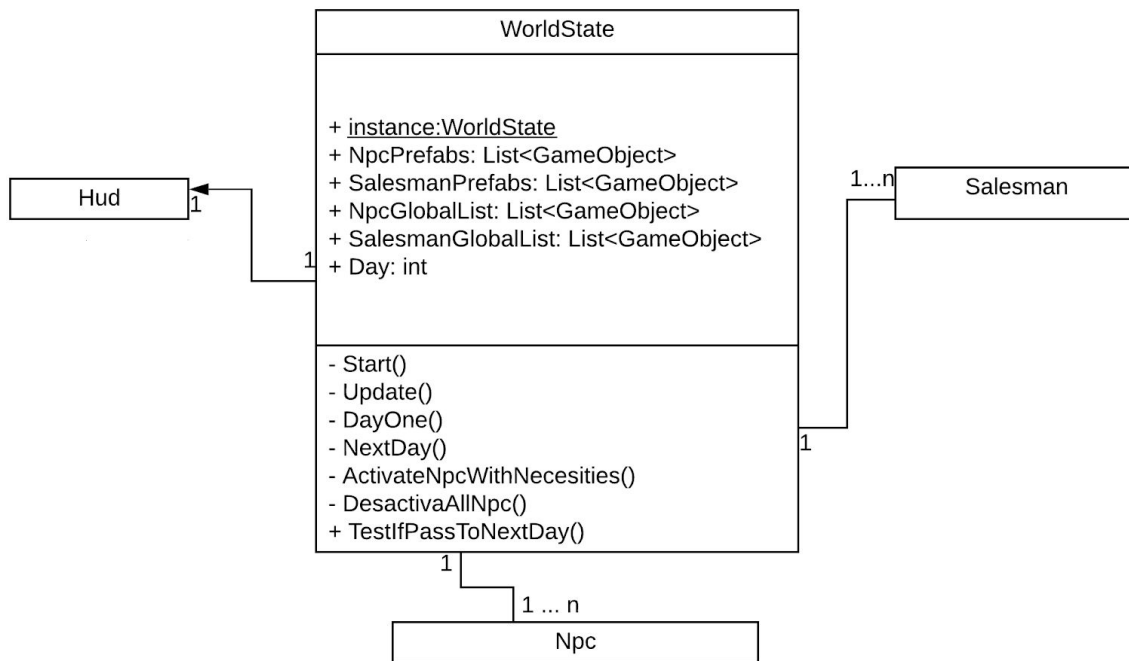 WorldState
+ instance:WorldState
+ NpcPrefabs: List<GameObject>
+ SalesmanPrefabs: List<GameObject>
+ NpcGlobalList: List<GameObject>
+ SalesmanGlobalList: List<GameObject>
+ Day: int
- Start()
- Update()
- DayOne()
- NextDay()
- ActivateNpcWithNecesities()
- DesactivaAllNpc()
+ TestIfPassToNextDay()
Hud
1
1
1...n
Salesman
1
1
1 ... n
Npc